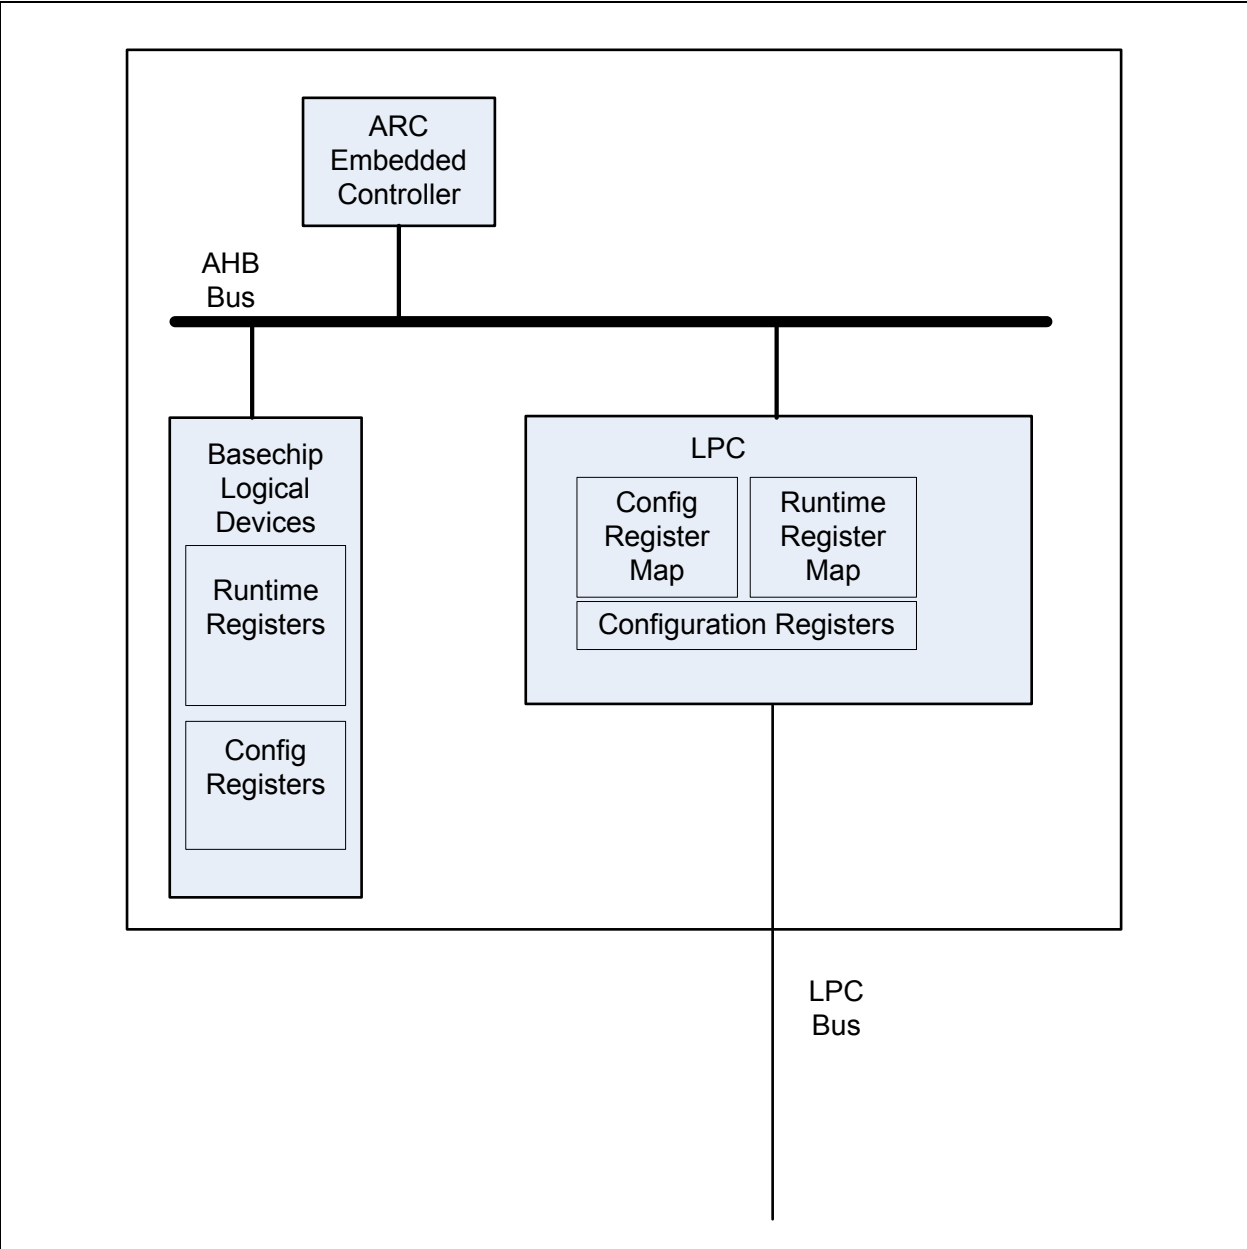 ARC
Embedded
Controller
AHB
Bus
Basechip
Logical
Devices
Runtime
Registers
Config
Registers
LPC
Config
Register
Map
Runtime
Register
Map
Configuration Registers
LPC
Bus